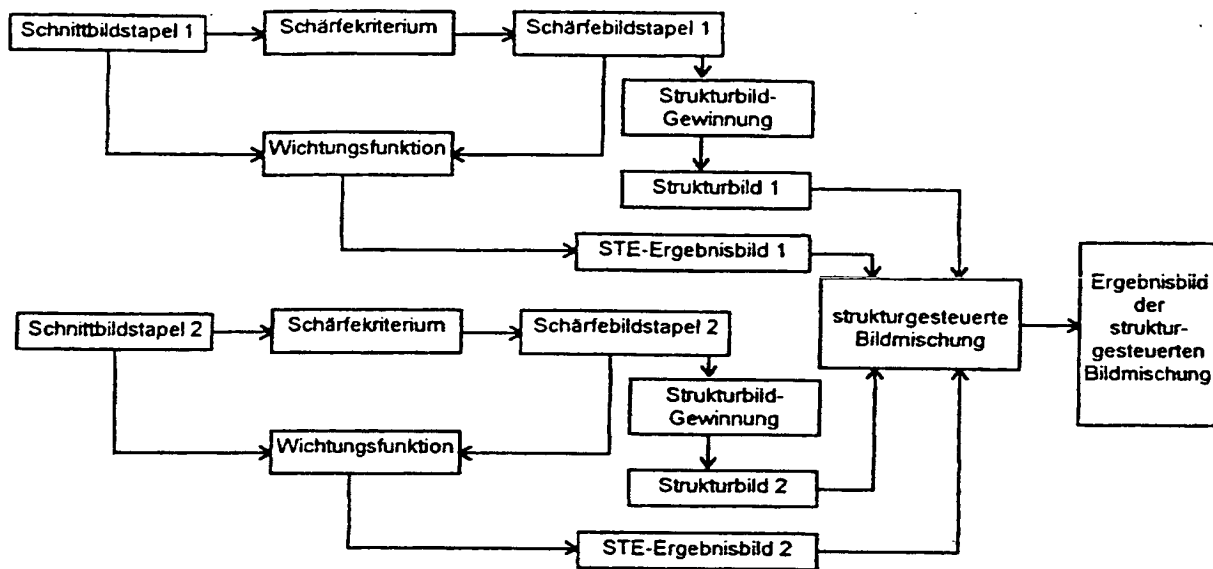 Schnittbildstapel 1
Schärfekriterium
Schärfebildstapel 1
Strukturbild-
Gewinnung
Wichtungsfunktion
Strukturbild 1
STE-Ergebnisbild 1
Schnittbildstapel 2
Schärfekriterium
Schärfebildstapel 2
strukturgesteuerte
Bildmischung
Ergebnisbild
der
struktur-
gesteuerten
Bildmischung
Strukturbild-
Gewinnung
Wichtungsfunktion
Strukturbild 2
STE-Ergebnisbild 2